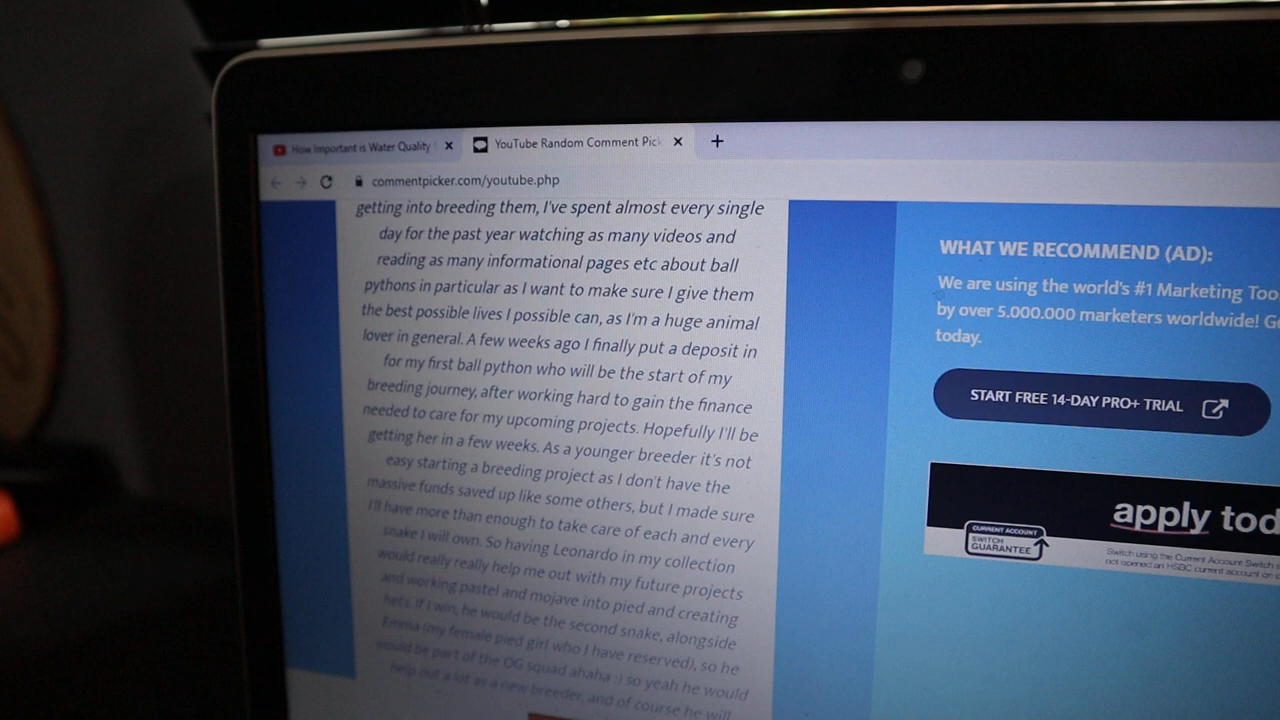 How Important is Water Quality
YouTube Random Comment Pick
commentpicker.com/youtube.php
getting into breeding them, I've spent almost every single
day for the past year watching as many videos and
reading as many informational pages etc about ball
pythons in particular as I want to make sure I give them
the best possible lives I possible can, as I'm a huge animal
lover in general. A few weeks ago I finally put a deposit in
for my first ball python who will be the start of my
breeding journey, after working hard to gain the finance
needed to care for my upcoming projects. Hopefully I'll be
getting her in a few weeks. As a younger breeder it's not
easy starting a breeding project as I don't have the
massive funds saved up like some others, but I made sure
I'll have more than enough to take care of each and every
snake I will own. So having Leonardo in my collection
would really really help me out with my future projects
and working pastel and mojave into pied and creating
hets. If I win, he would be the second snake, alongside
Emma (my female pied girl who I have reserved), so he
would be part of the OG squad ahaha :) so yeah he would
help out a lot as a new breeder, and of course he will
WHAT WE RECOMMEND (AD):
We are using the world's #1 Marketing Too
by over 5.000.000 marketers worldwide! G
today.
START FREE 14-DAY PRO+ TRIAL
apply tod
CURRENT ACCOUNT
SWITCH
GUARANTEE
Switch using the Current Account Switch
not opened an HSBC current account on